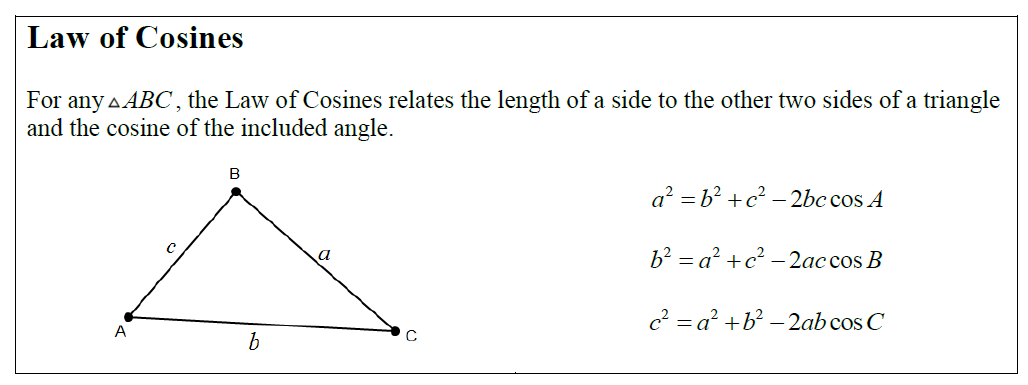 Law of Cosines
For any △ABC, the Law of Cosines relates the length of a side to the other two sides of a triangle
and the cosine of the included angle.
B
c
a
A
b
C
a² = b² + c² – 2bc cos A
b² = a² + c² – 2ac cos B
c² = a² + b² – 2ab cos C